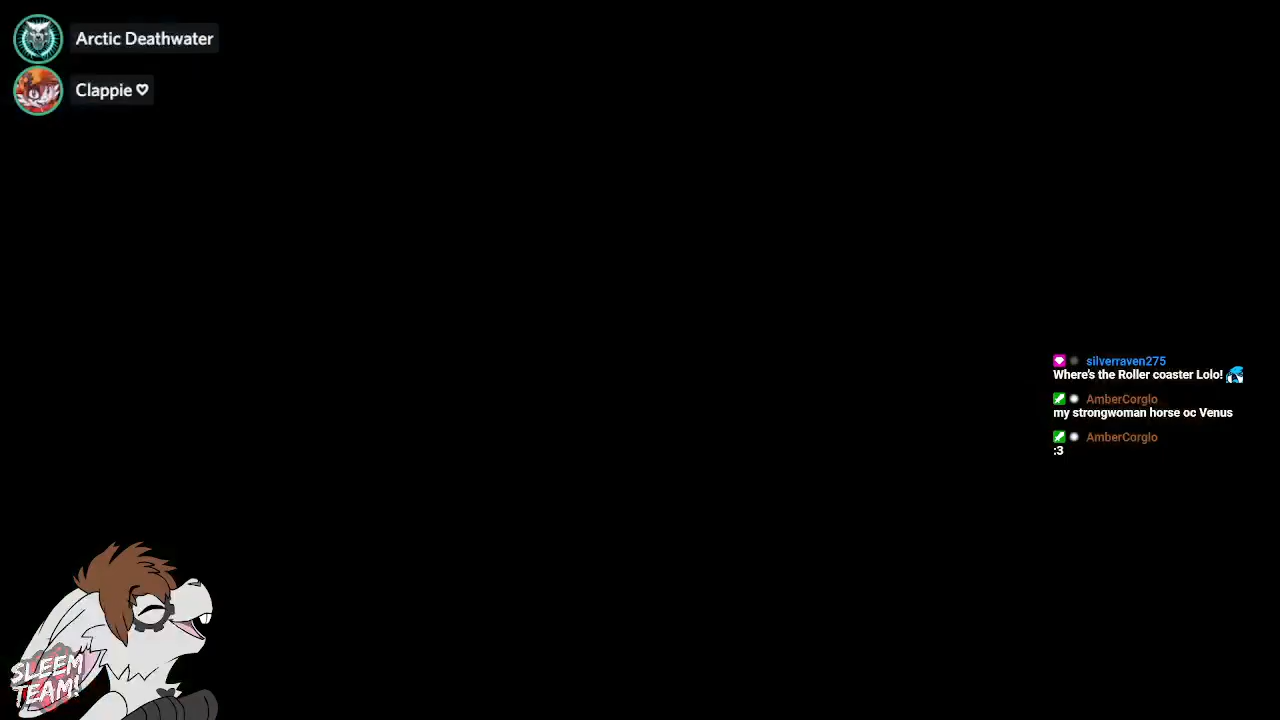 Arctic Deathwater
Clappie ♡
silverraven275
Where's the Roller coaster Lolo!
AmberCorglo
my strongwoman horse oc Venus
AmberCorglo
:3
SLEEM
TEAM!